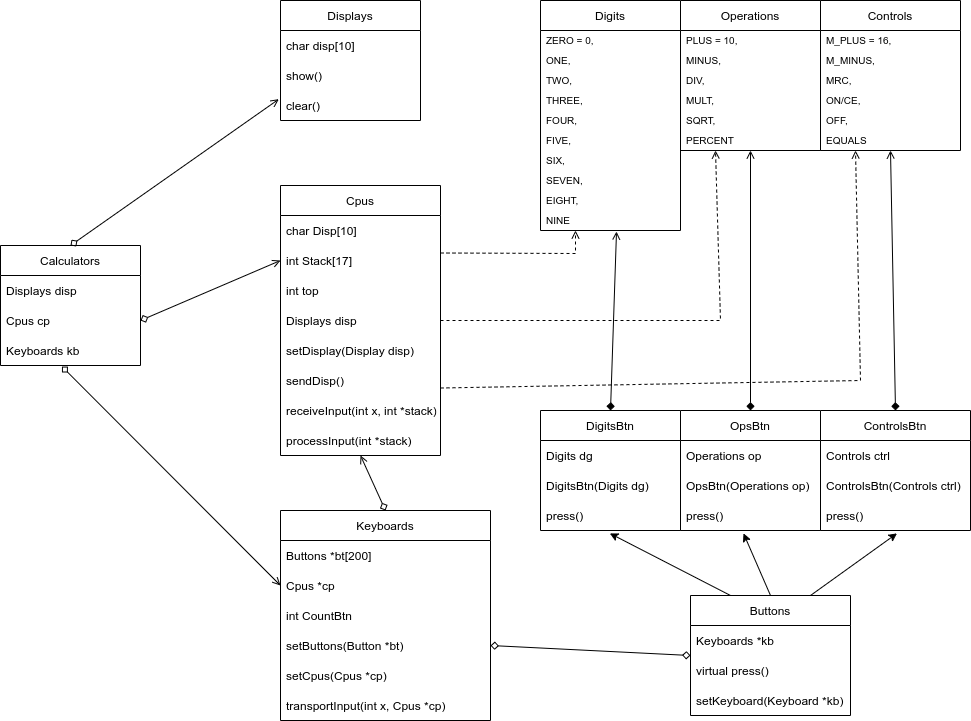 Displays
char disp[10]
show()
clear()
Digits
ZERO = 0,
ONE,
TWO,
THREE,
FOUR,
FIVE,
SIX,
SEVEN,
EIGHT,
NINE
Operations
PLUS = 10,
MINUS,
DIV,
MULT,
SQRT,
PERCENT
Controls
M_PLUS = 16,
M_MINUS,
MRC,
ON/CE,
OFF,
EQUALS
Cpus
char Disp[10]
int Stack[17]
int top
Displays disp
setDisplay(Display disp)
sendDisp()
receiveInput(int x, int *stack)
processInput(int *stack)
Calculators
Displays disp
Cpus cp
Keyboards kb
DigitsBtn
Digits dg
DigitsBtn(Digits dg)
press()
OpsBtn
Operations op
OpsBtn(Operations op)
press()
ControlsBtn
Controls ctrl
ControlsBtn(Controls ctrl)
press()
Keyboards
Buttons *bt[200]
Cpus *cp
int CountBtn
setButtons(Button *bt)
setCpus(Cpus *cp)
transportInput(int x, Cpus *cp)
Buttons
Keyboards *kb
virtual press()
setKeyboard(Keyboard *kb)